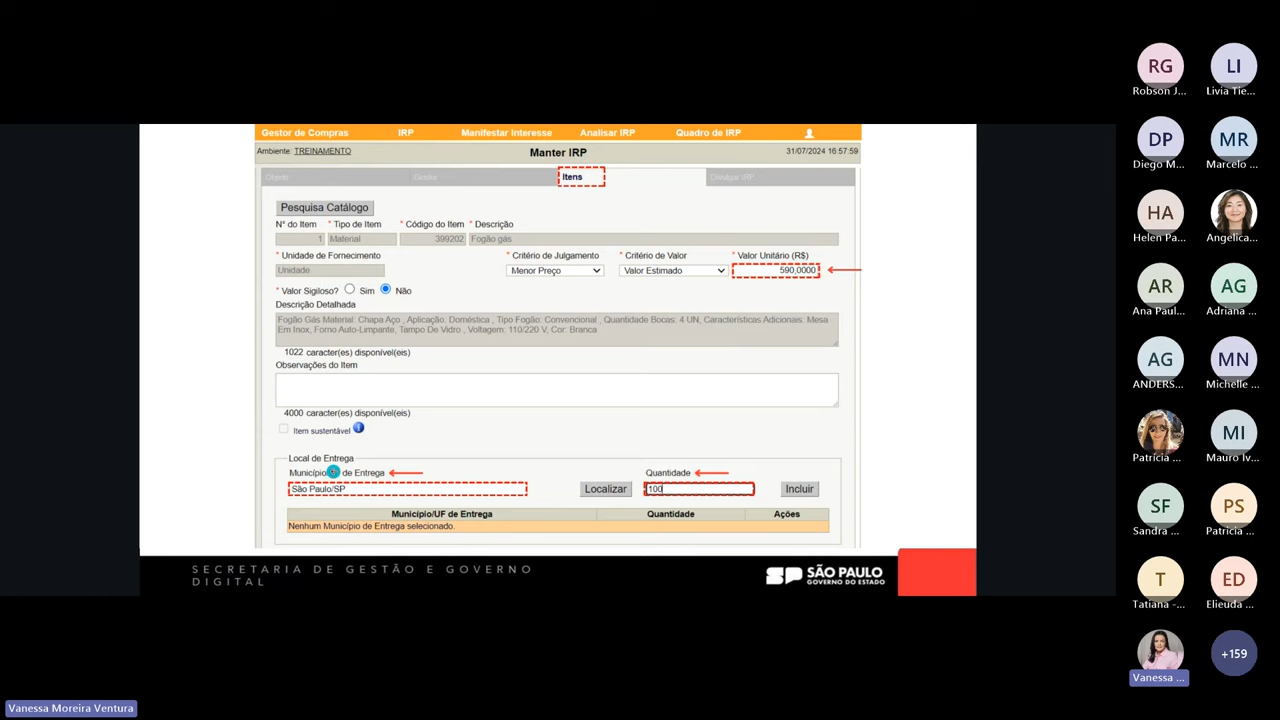 Gestor de Compras IRP Manifestar Interesse Analisar IRP Quadro de IRP
Ambiente: TREINAMENTO Manter IRP 31/07/2024 16:57:59
Objeto Gestão Itens Divulgar IRP
Pesquisa Catálogo
N° do Item * Tipo de Item * Código do Item * Descrição
1 Material 399202 Fogão gás
* Unidade de Fornecimento * Critério de Julgamento * Critério de Valor * Valor Unitário (R$)
Unidade Menor Preço Valor Estimado 590,0000
* Valor Sigiloso? Sim Não
Descrição Detalhada
Fogão Gás Material: Chapa Aço , Aplicação: Doméstica , Tipo Fogão: Convencional , Quantidade Bocas: 4 UN, Características Adicionais: Mesa
Em Inox, Forno Auto-Limpante, Tampo De Vidro , Voltagem: 110/220 V, Cor: Branca
1022 caracter(es) disponível(eis)
Observações do Item
4000 caracter(es) disponível(eis)
Item sustentável
Local de Entrega
Município de Entrega Quantidade
São Paulo/SP Localizar 100 Incluir
Município/UF de Entrega Quantidade Ações
Nenhum Município de Entrega selecionado.
SECRETARIA DE GESTÃO E GOVERNO
DIGITAL
SP SÃO PAULO
GOVERNO DO ESTADO
RG LI
Robson J... Livia Tie...
DP MR
Diego M... Marcelo ...
HA
Helen Pa... Angelica...
AR AG
Ana Paul... Adriana ...
AG MN
ANDERS... Michelle ...
MI
Patrícia ... Mauro Iv...
SF PS
Sandra ... Patricia ...
T ED
Tatiana -... Elieuda ...
+159
Vanessa ...
Vanessa Moreira Ventura